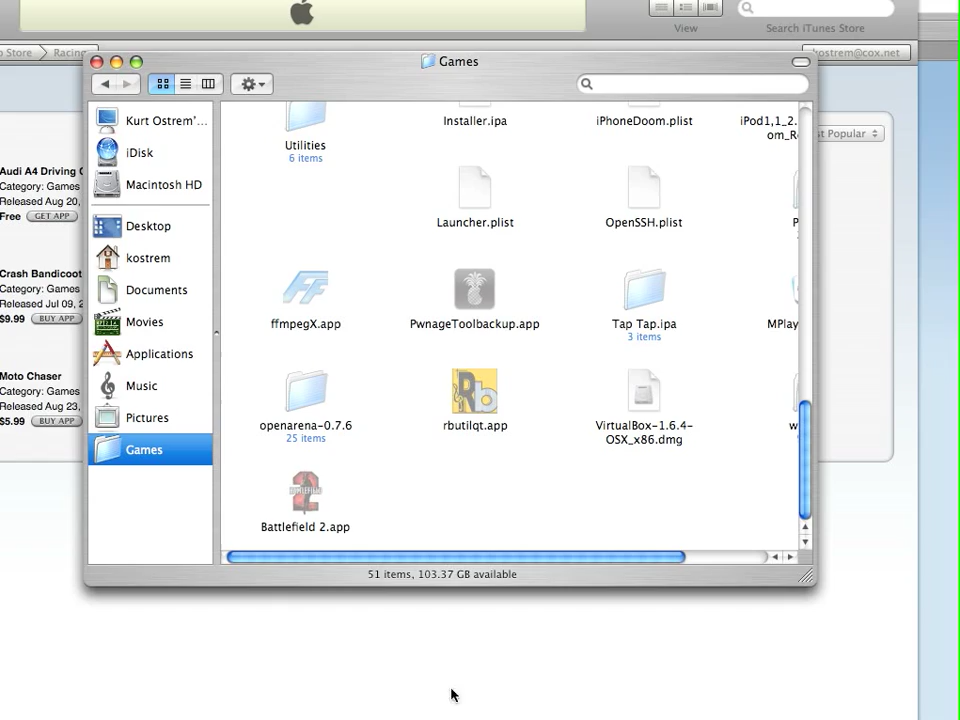 View
Search iTunes Store
Store
Racing
kostrem@cox.net
Games
Kurt Ostrem'...
iDisk
Macintosh HD
Desktop
kostrem
Documents
Movies
Applications
Music
Pictures
Games
Utilities
6 items
Installer.ipa
iPhoneDoom.plist
iPod1,1_2.
om_R
Launcher.plist
OpenSSH.plist
ffmpegX.app
PwnageToolbackup.app
Tap Tap.ipa
3 items
MPlay
openarena-0.7.6
25 items
rbutilqt.app
VirtualBox-1.6.4-
OSX_x86.dmg
Battlefield 2.app
51 items, 103.37 GB available
st Popular
Audi A4 Driving C
Category: Games
Released Aug 20,
Free GET APP
Crash Bandicoot
Category: Games
Released Jul 09, 2
$9.99 BUY APP
Moto Chaser
Category: Games
Released Aug 23,
$5.99 BUY APP